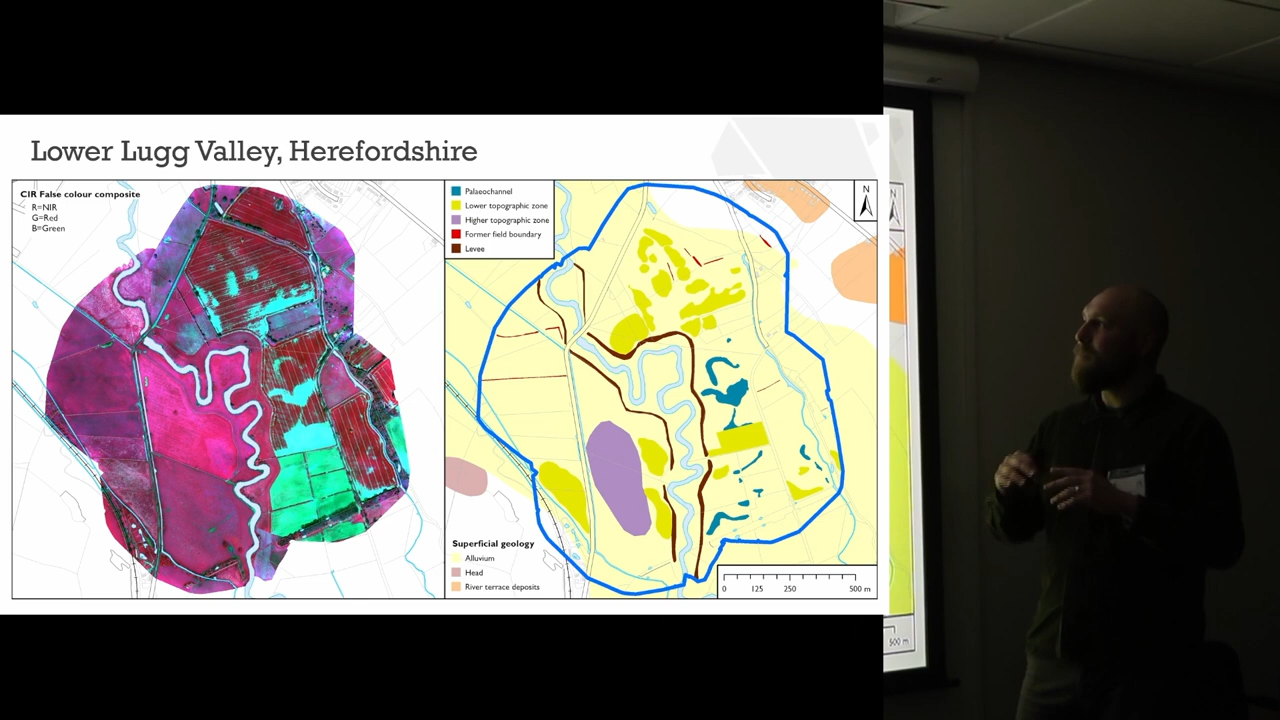 Lower Lugg Valley, Herefordshire
CIR False colour composite
R=NIR
G=Red
B=Green
Palaeochannel
Lower topographic zone
Higher topographic zone
Former field boundary
Levee
N
Superficial geology
Alluvium
Head
River terrace deposits
0 125 250 500 m
N
500 m